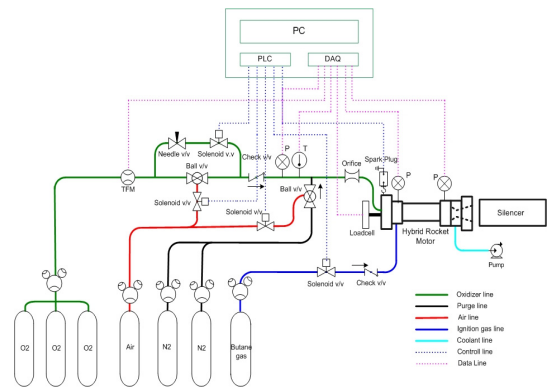 PC
PLC
DAQ
Needle v/v
Solenoid v.v
Check v/v
P
T
Orifice
Spark Plug
P
P
TFM
Ball v/v
Ball v/v
Solenoid v/v
Solenoid v/v
Loadcell
Hybrid Rocket
Motor
Silencer
Pump
Solenoid v/v
Check v/v
O2
O2
O2
Air
N2
N2
Butane
gas
Oxidizer line
Purge line
Air line
Ignition gas line
Coolant line
Controll line
Data Line